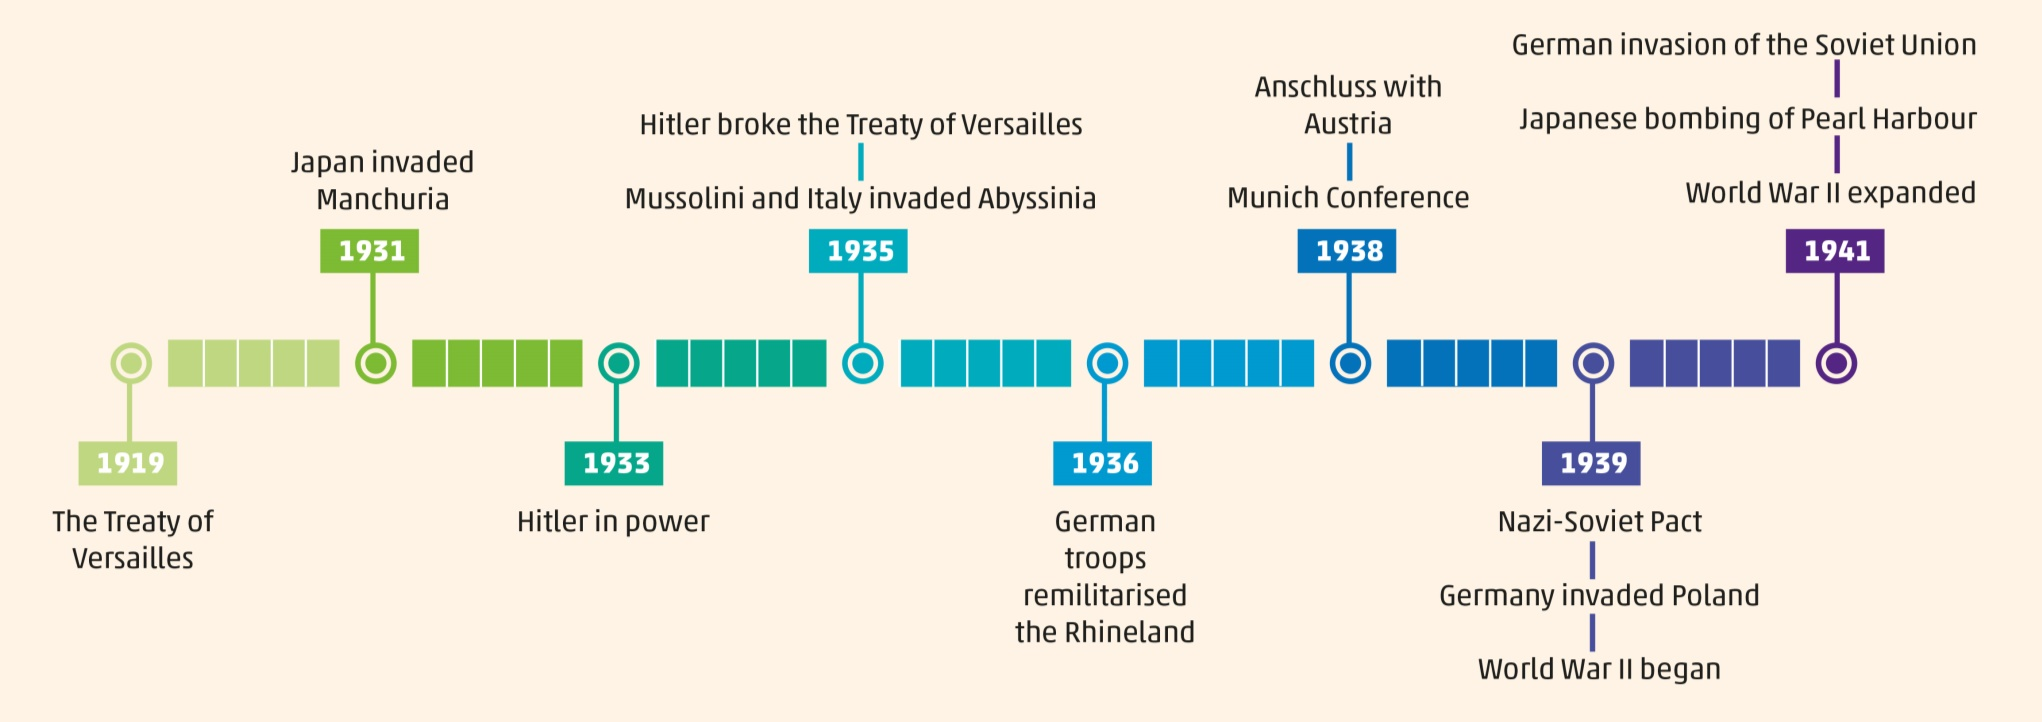 German invasion of the Soviet Union
Japanese bombing of Pearl Harbour
World War II expanded
1941
Anschluss with
Austria
Munich Conference
1938
Hitler broke the Treaty of Versailles
Mussolini and Italy invaded Abyssinia
1935
Japan invaded
Manchuria
1931
1919
The Treaty of
Versailles
1933
Hitler in power
1936
German
troops
remilitarised
the Rhineland
1939
Nazi-Soviet Pact
Germany invaded Poland
World War II began